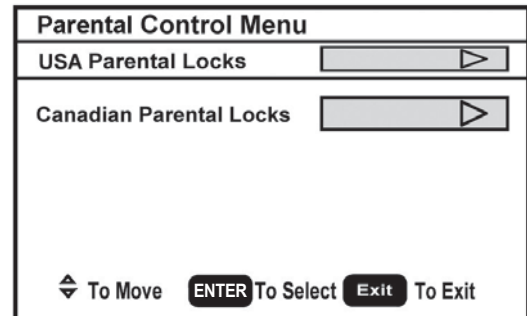 Parental Control Menu
USA Parental Locks
Canadian Parental Locks
To Move ENTER To Select Exit To Exit